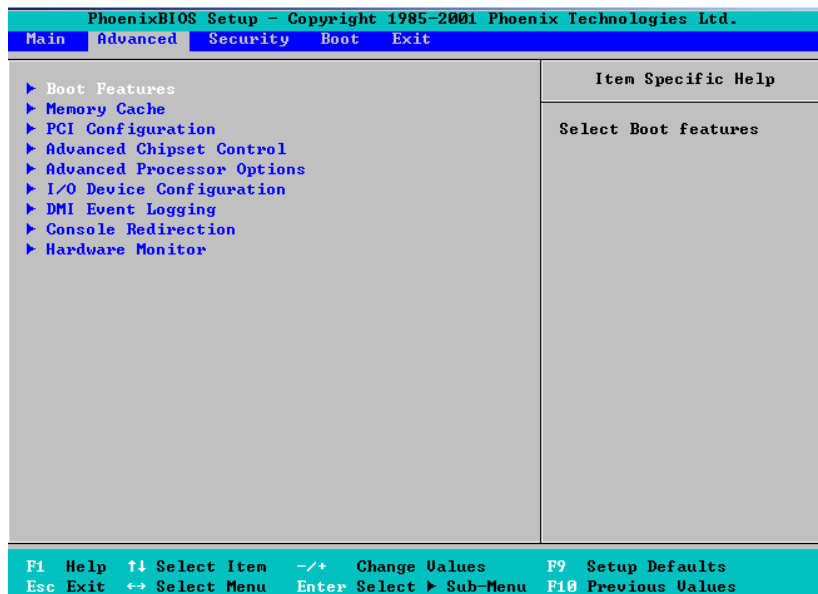 PhoenixBIOS Setup – Copyright 1985-2001 Phoenix Technologies Ltd.
Main Advanced Security Boot Exit
Boot Features
Memory Cache
PCI Configuration
Advanced Chipset Control
Advanced Processor Options
I/O Device Configuration
DMI Event Logging
Console Redirection
Hardware Monitor
Item Specific Help
Select Boot features
F1 Help ↑↓ Select Item -/+ Change Values F9 Setup Defaults
Esc Exit ↔ Select Menu Enter Select ▶ Sub-Menu F10 Previous Values